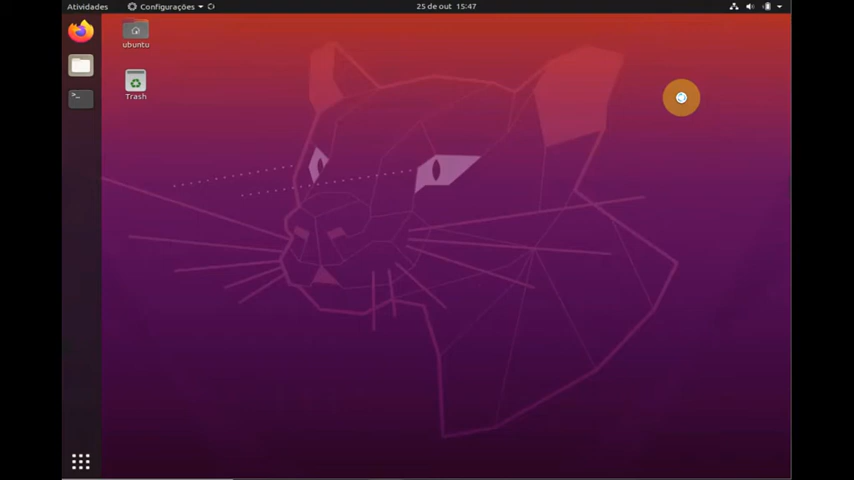 Atividades
Configurações
25 de out 15:47
ubuntu
Trash
>_